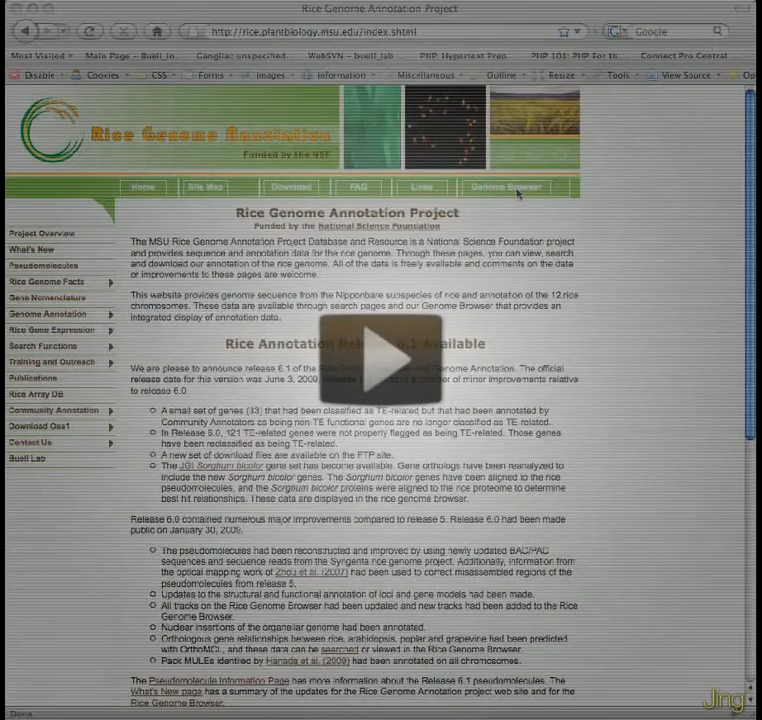 Rice Genome Annotation Project
http://rice.plantbiology.msu.edu/index.shtml
Google
Most Visited Main Page - Buell_in... Ganglia: unspecified... WebSVN - buell_lab PHP: Hypertext Prep... PHP 101: PHP For th... Connect Pro Central
Disable Cookies CSS Forms Images Information Miscellaneous Outline Resize Tools View Source Op
Rice Genome Annotation
Funded by the NSF
Home Site Map Download FAQ Links Genome Browser
Project Overview
What's New
Pseudomolecules
Rice Genome Facts
Gene Nomenclature
Genome Annotation
Rice Gene Expression
Search Functions
Training and Outreach
Publications
Rice Array DB
Community Annotation
Download Osa1
Contact Us
Buell Lab
Rice Genome Annotation Project
Funded by the National Science Foundation
The MSU Rice Genome Annotation Project Database and Resource is a National Science Foundation project
and provides sequence and annotation data for the rice genome. Through these pages, you can view, search,
and download our annotation of the rice genome. All of the data is freely available and comments on the data
or improvements to these pages are welcome.
This website provides genome sequence from the Nipponbare subspecies of rice and annotation of the 12 rice
chromosomes. These data are available through search pages and our Genome Browser that provides an
integrated display of annotation data.
Rice Annotation Release 6.1 Available
We are please to announce release 6.1 of the Rice Genome Annotation. The official
release date for this version was June 3, 2009. of minor improvements relative
to release 6.0
A small set of genes (33) that had been classified as TE-related but that had been annotated by
Community Annotators as being non-TE functional genes are no longer classified as TE related.
In Release 6.0, 121 TE-related genes were not properly flagged as being TE-related. Those genes
have been reclassified as being TE-related.
A new set of download files are available on the FTP site.
The JGI Sorghum bicolor gene set has become available. Gene orthologs have been reanalyzed to
include the new Sorghum bicolor genes. The Sorghum bicolor genes have been aligned to the rice
pseudomolecules, and the Sorghum bicolor proteins were aligned to the rice proteome to determine
best hit relationships. These data are displayed in the rice genome browser.
Release 6.0 contained numerous major improvements compared to release 5. Release 6.0 had been made
public on January 30, 2009.
The pseudomolecules had been reconstructed and improved by using newly updated BAC/PAC
sequences and sequence reads from the Syngenta rice genome project. Additionally, information from
the optical mapping work of Zhou et al. (2007) had been used to correct misassembled regions of the
pseudomolecules from release 5.
Updates to the structural and functional annotation of loci and gene models had been made.
All tracks on the Rice Genome Browser had been updated and new tracks had been added to the Rice
Genome Browser.
Nuclear insertions of the organellar genome had been annotated.
Orthologous gene relationships between rice, arabidopsis, poplar and grapevine had been predicted
with OrthoMCL, and these data can be searched or viewed in the Rice Genome Browser.
Pack MULEs identified by Hanada et al. (2009) had been annotated on all chromosomes.
The Pseudomolecule Information Page has more information about the Release 6.1 pseudomolecules. The
What's New page has a summary of the updates for the Rice Genome Annotation project web site and for the
Rice Genome Browser.
Done
Jing